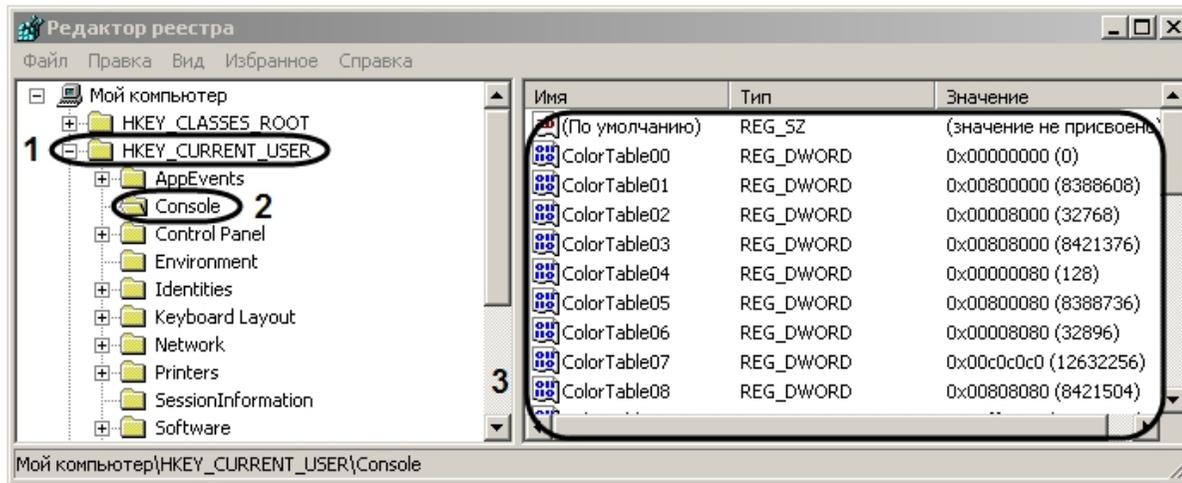 Редактор реестра
Файл Правка Вид Избранное Справка
Мой компьютер
HKEY_CLASSES_ROOT
1 HKEY_CURRENT_USER
AppEvents
Console 2
Control Panel
Environment
Identities
Keyboard Layout
Network
Printers
SessionInformation
Software
3
Имя Тип Значение
(По умолчанию) REG_SZ (значение не присвоено)
ColorTable00 REG_DWORD 0x00000000 (0)
ColorTable01 REG_DWORD 0x00800000 (8388608)
ColorTable02 REG_DWORD 0x00008000 (32768)
ColorTable03 REG_DWORD 0x00808000 (8421376)
ColorTable04 REG_DWORD 0x00000080 (128)
ColorTable05 REG_DWORD 0x00800080 (8388736)
ColorTable06 REG_DWORD 0x00008080 (32896)
ColorTable07 REG_DWORD 0x00c0c0c0 (12632256)
ColorTable08 REG_DWORD 0x00808080 (8421504)
Мой компьютер\HKEY_CURRENT_USER\Console